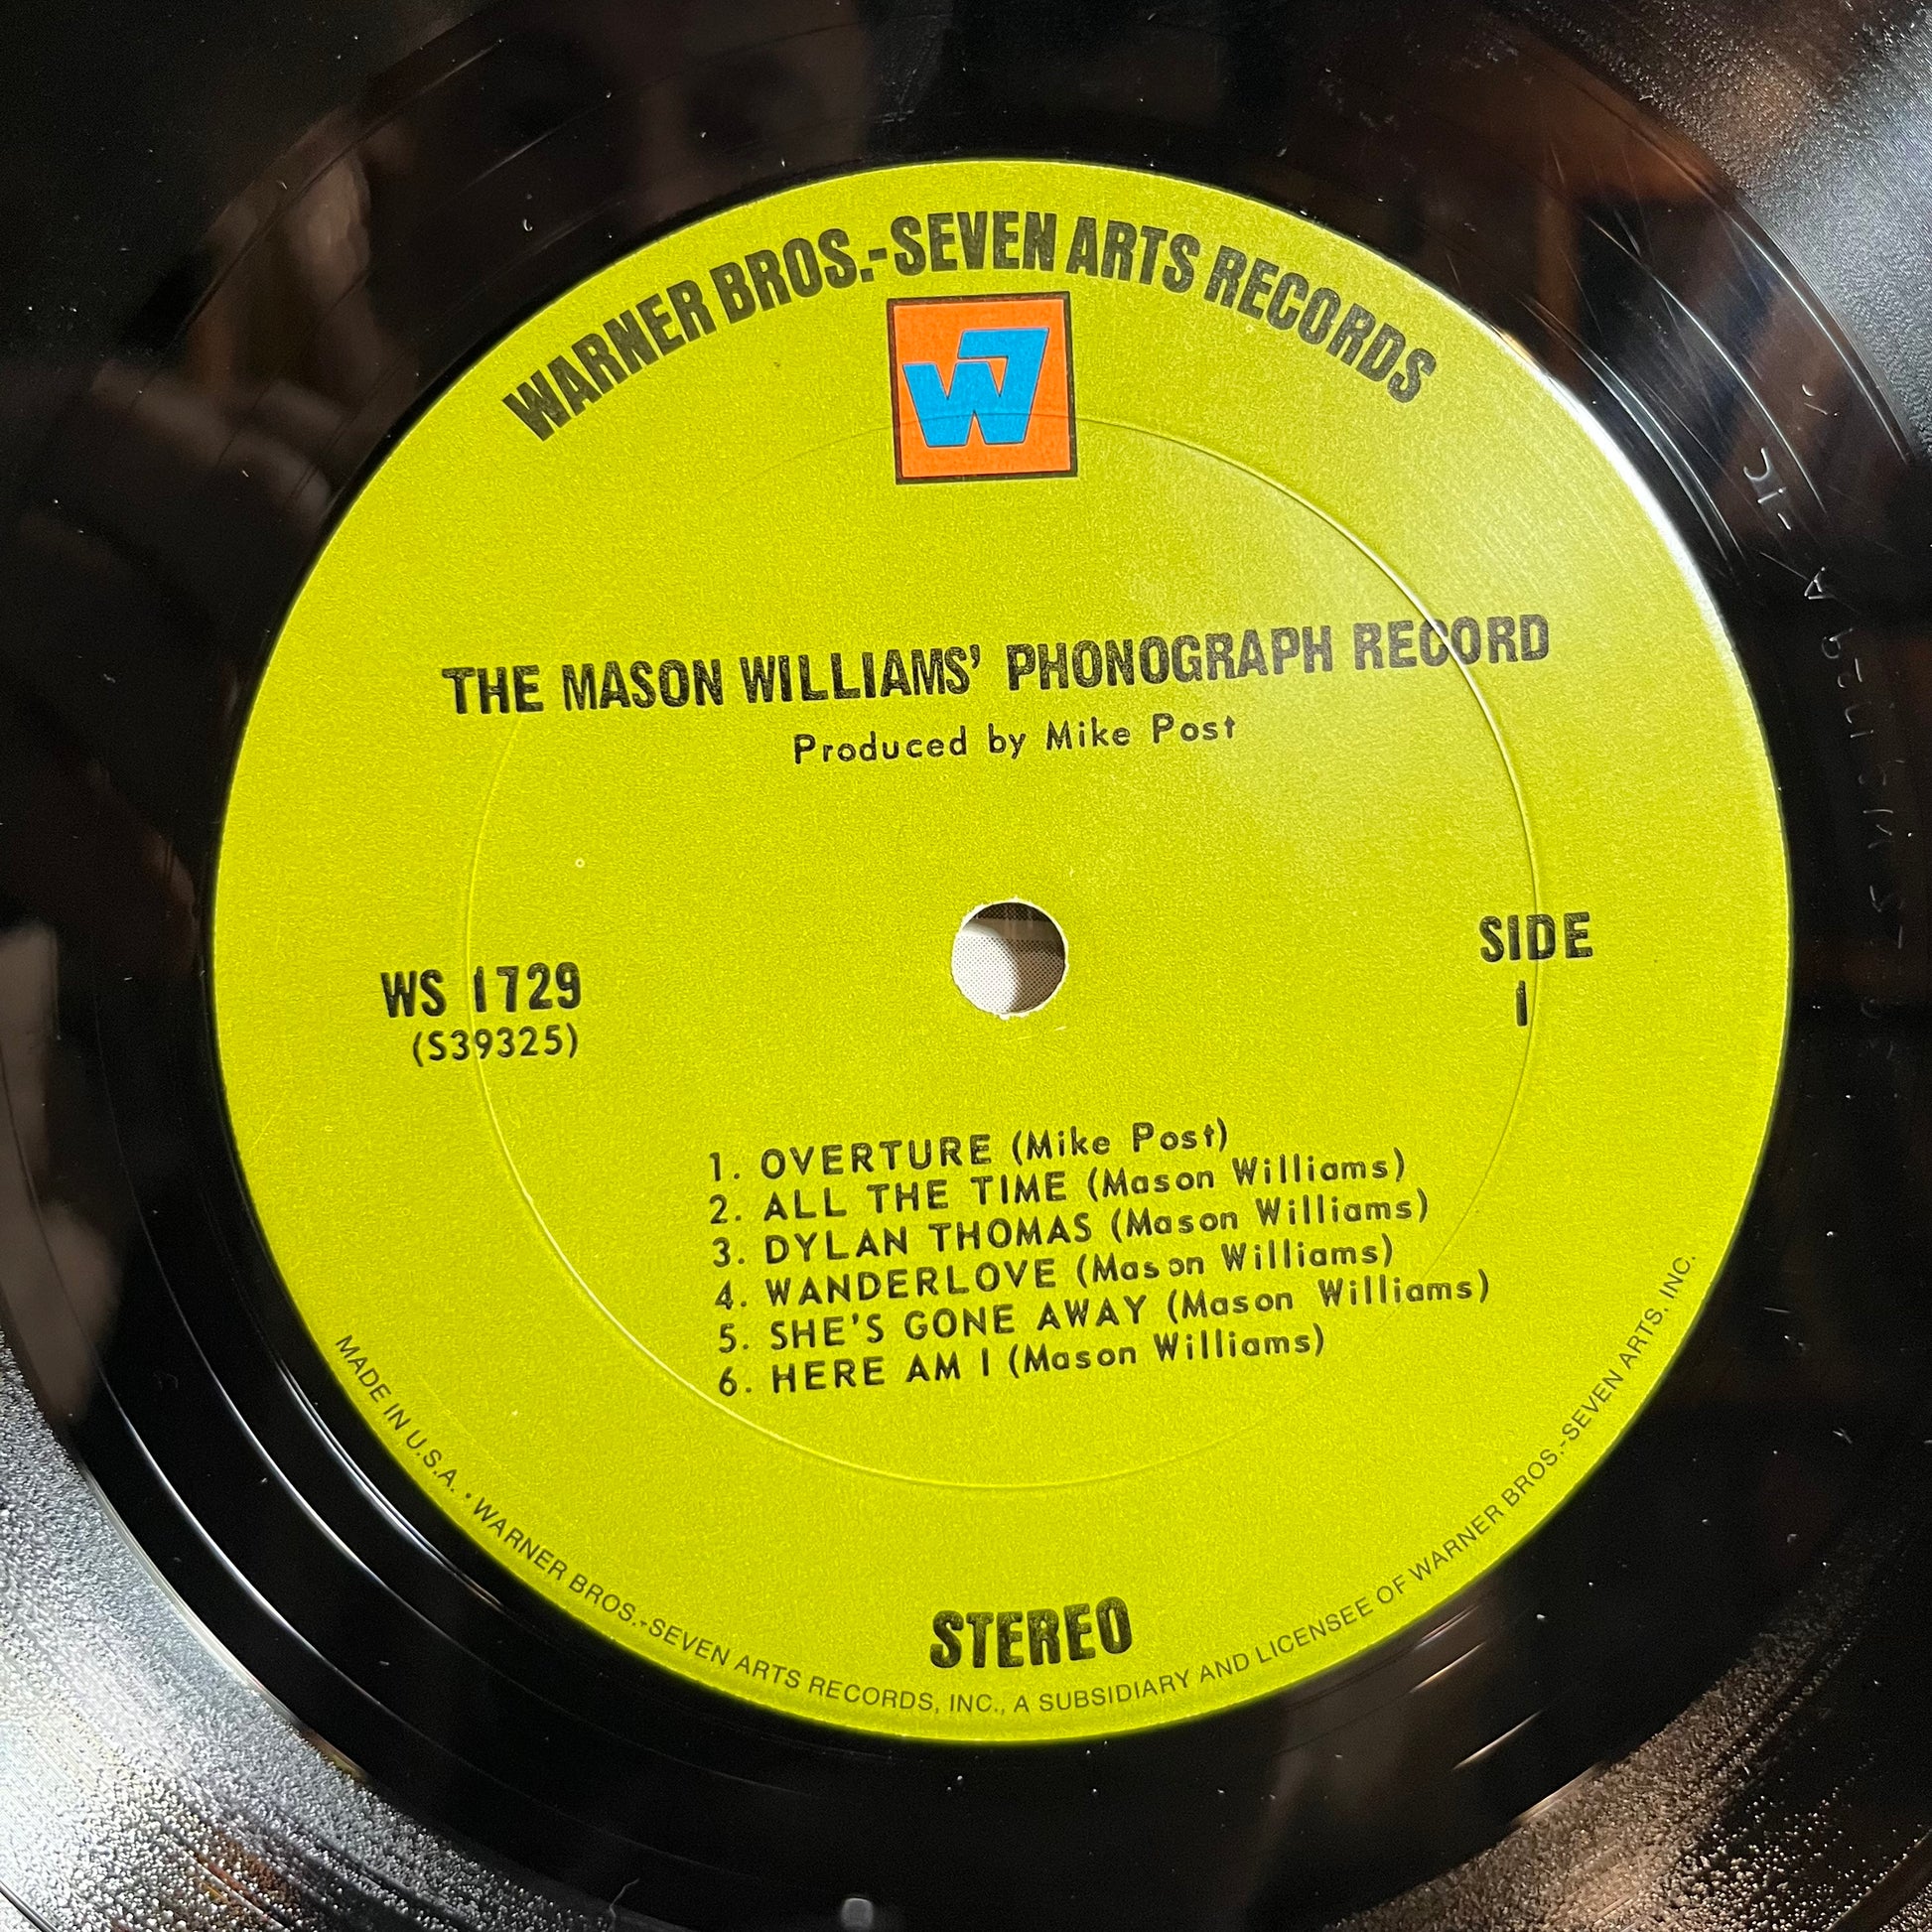 WARNER BROS.-SEVEN ARTS RECORDS
W7
THE MASON WILLIAMS' PHONOGRAPH RECORD
Produced by Mike Post
WS 1729
(S39325)
SIDE
1
1. OVERTURE (Mike Post)
2. ALL THE TIME (Mason Williams)
3. DYLAN THOMAS (Mason Williams)
4. WANDERLOVE (Mason Williams)
5. SHE'S GONE AWAY (Mason Williams)
6. HERE AM I (Mason Williams)
STEREO
MADE IN U.S.A. • WARNER BROS.-SEVEN ARTS RECORDS, INC., A SUBSIDIARY AND LICENSEE OF WARNER BROS.-SEVEN ARTS, INC.